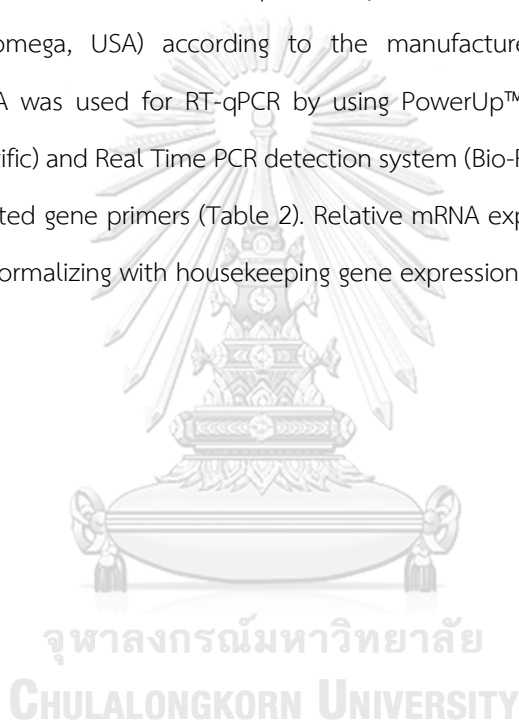 omega, USA) according to the manufacture
A was used for RT-qPCR by using PowerUp™
ific) and Real Time PCR detection system (Bio-R
ted gene primers (Table 2). Relative mRNA exp
ormalizing with housekeeping gene expression
จุฬาลงกรณ์มหาวิทยาลัย
CHULALONGKORN UNIVERSITY